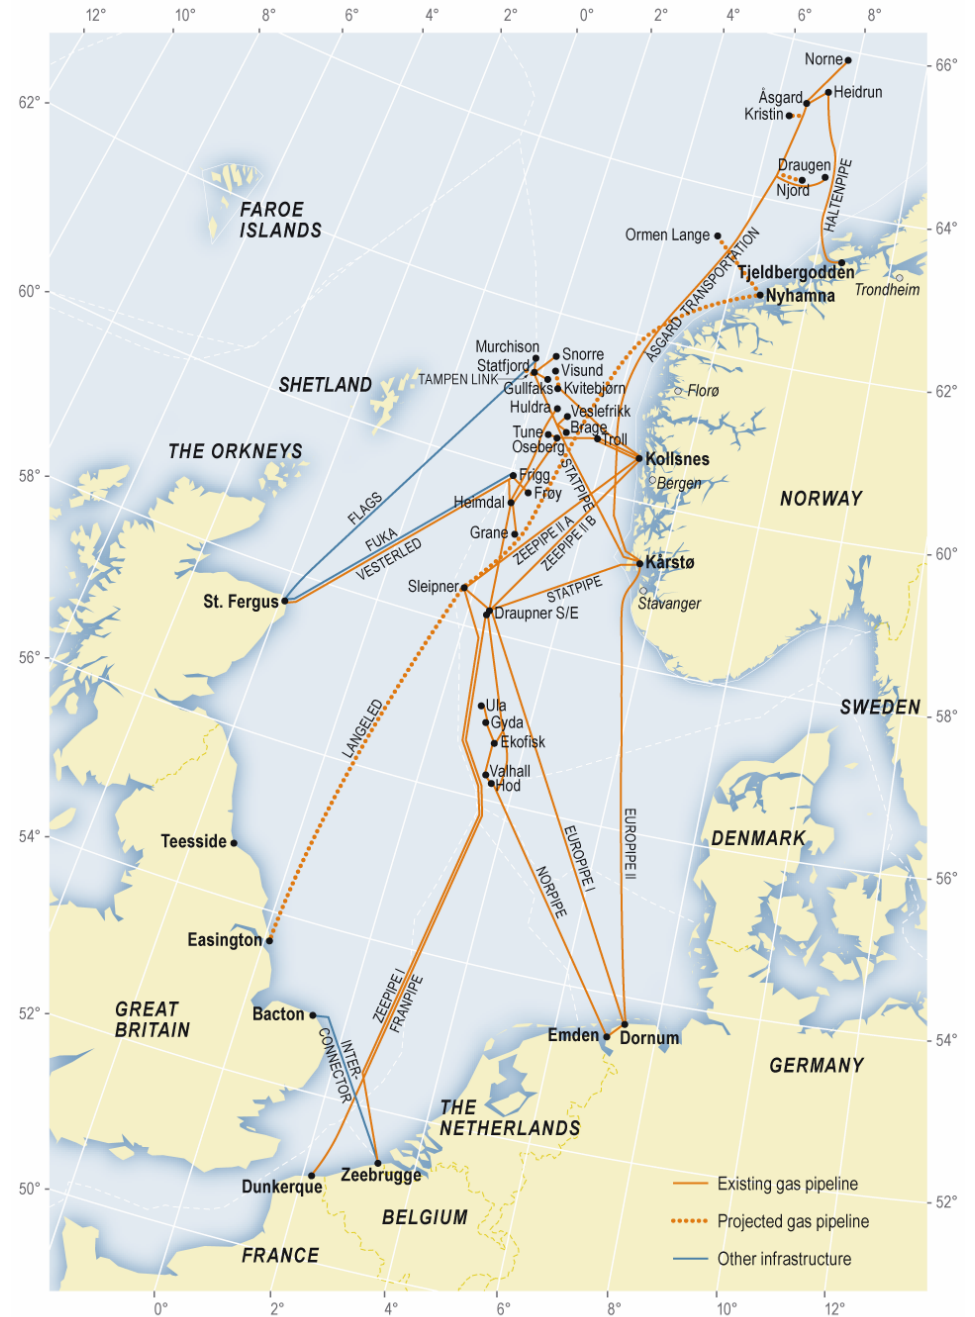 12°
10°
8°
6°
4°
2°
0°
2°
4°
6°
8°
Norne
66°
Heidrun
Åsgard
62°
Kristin
Draugen
Njord
HALTENPIPE
FAROE
ISLANDS
Ormen Lange
64°
ÅSGARD TRANSPORTATION
Tjeldbergodden
Trondheim
60°
Nyhamna
Murchison
Snorre
Statfjord
Visund
TAMPEN LINK
Gullfaks
Kvitebjørn
SHETLAND
Florø
62°
Huldra
Veslefrikk
Brage
Tune
Troll
Oseberg
THE ORKNEYS
Kollsnes
58°
Frigg
STATPIPE
Bergen
Frøy
NORWAY
FLAGS
Heimdal
FUKA
Grane
ZEEPIPE II A
ZEEPIPE II B
VESTERLED
60°
Kårstø
Sleipner
STATPIPE
St. Fergus
Stavanger
Draupner S/E
56°
LANGELED
Ula
SWEDEN
Gyda
58°
Ekofisk
Valhall
Hod
54°
Teesside
EUROPIPE II
EUROPIPE I
DENMARK
NORPIPE
56°
Easington
ZEEPIPE I
FRANPIPE
52°
Bacton
GREAT
BRITAIN
INTER-
CONNECTOR
Emden
Dornum
54°
GERMANY
THE
NETHERLANDS
Zeebrugge
Dunkerque
50°
Existing gas pipeline
52°
BELGIUM
Projected gas pipeline
FRANCE
Other infrastructure
0°
2°
4°
6°
8°
10°
12°